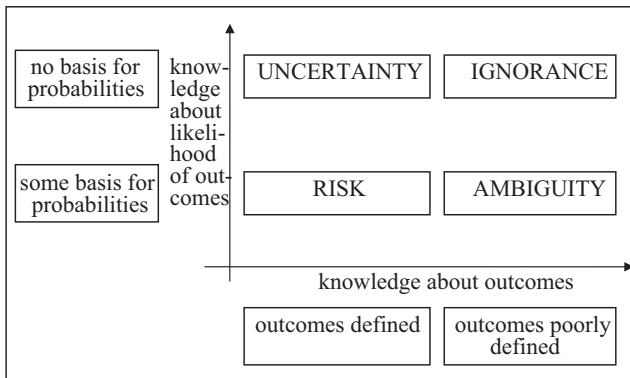 no basis for
probabilities
know-
ledge
about
likeli-
hood
of out-
comes
UNCERTAINTY
IGNORANCE
some basis for
probabilities
RISK
AMBIGUITY
knowledge about outcomes
outcomes defined
outcomes poorly
defined